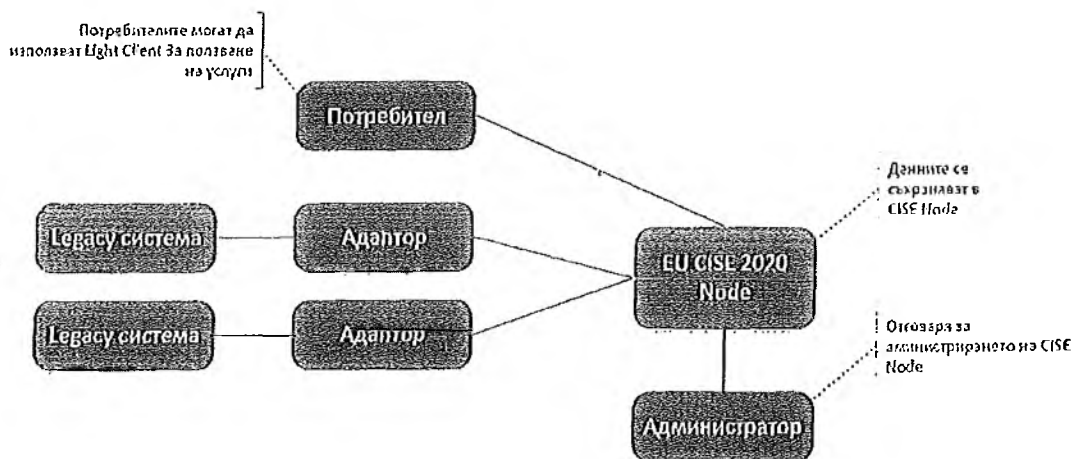 Потребителите могат да
използват Light Client За ползване
на услуги
Потребител
Данните се
съхраняват в
CISE Node
Legacy система
Адаптор
EU CISE 2020
Node
Legacy система
Адаптор
Отговаря за
администрирането на CISE
Node
Администратор